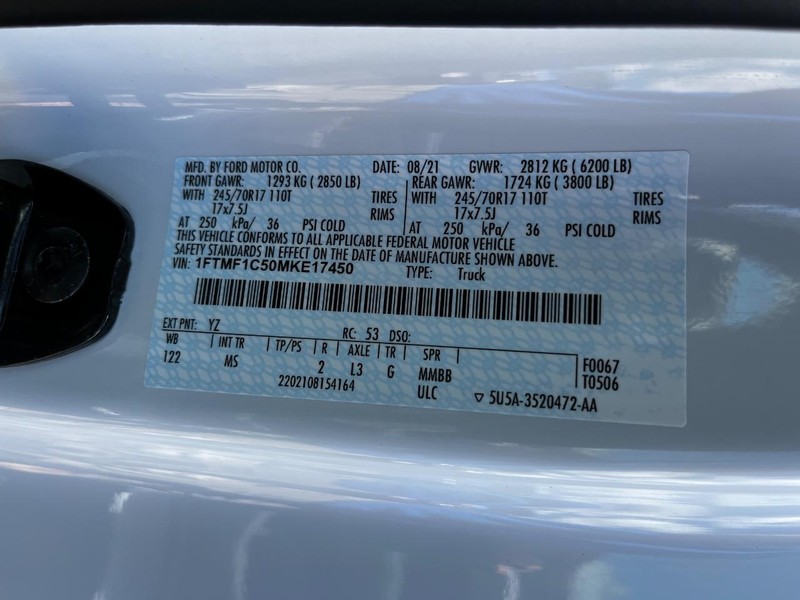 MFD. BY FORD MOTOR CO. DATE: 08/21 GVWR: 2812 KG ( 6200 LB)
FRONT GAWR: 1293 KG ( 2850 LB) REAR GAWR: 1724 KG ( 3800 LB)
WITH 245/70R17 110T TIRES WITH 245/70R17 110T TIRES
17x7.5J RIMS 17x7.5J RIMS
AT 250 kPa/ 36 PSI COLD AT 250 kPa/ 36 PSI COLD
THIS VEHICLE CONFORMS TO ALL APPLICABLE FEDERAL MOTOR VEHICLE
SAFETY STANDARDS IN EFFECT ON THE DATE OF MANUFACTURE SHOWN ABOVE.
VIN: 1FTMF1C50MKE17450 TYPE: Truck
EXT PNT: YZ RC: 53 DSO:
WB INT TR TP/PS R AXLE TR SPR F0067
122 MS 2 L3 G MMBB T0506
2202108154164 ULC 5U5A-3520472-AA